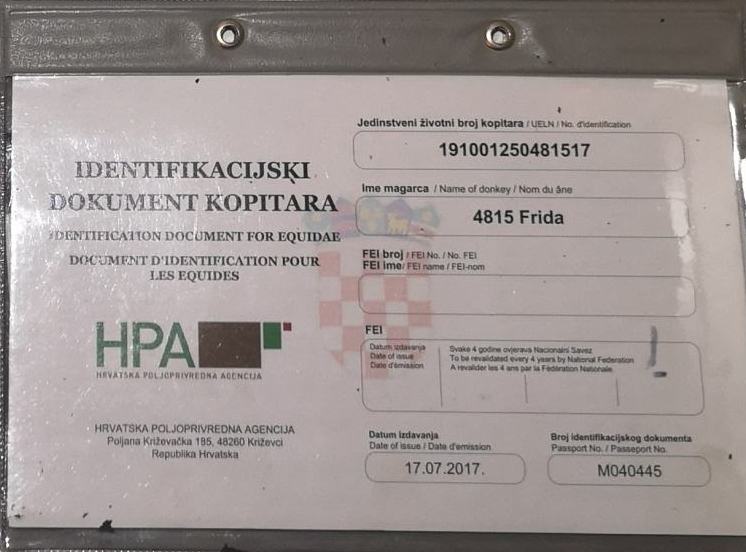 IDENTIFIKACIJSKI
DOKUMENT KOPITARA
IDENTIFICATION DOCUMENT FOR EQUIDAE
DOCUMENT D'IDENTIFICATION POUR
LES EQUIDES
HPA
HRVATSKA POLJOPRIVREDNA AGENCIJA
HRVATSKA POLJOPRIVREDNA AGENCIJA
Poljana Križevačka 185, 48260 Križevci
Republika Hrvatska
Jedinstveni životni broj kopitara / UELN / No. d'identification
191001250481517
Ime magarca / Name of donkey / Nom du âne
4815 Frida
FEI broj / FEI No. / No. FEI
FEI ime/ FEI name / FEI-nom
FEI
Datum izdavanja
Date of issue
Date d'émission
Svake 4 godine ovjerava Nacionalni Savez
To be revalidated every 4 years by National Federation
A revalider les 4 ans par la Fédération Nationale.
Datum izdavanja
Date of issue / Date d'emission
17.07.2017.
Broj identifikacijskog dokumenta
Passport No. / Passeport No.
M040445